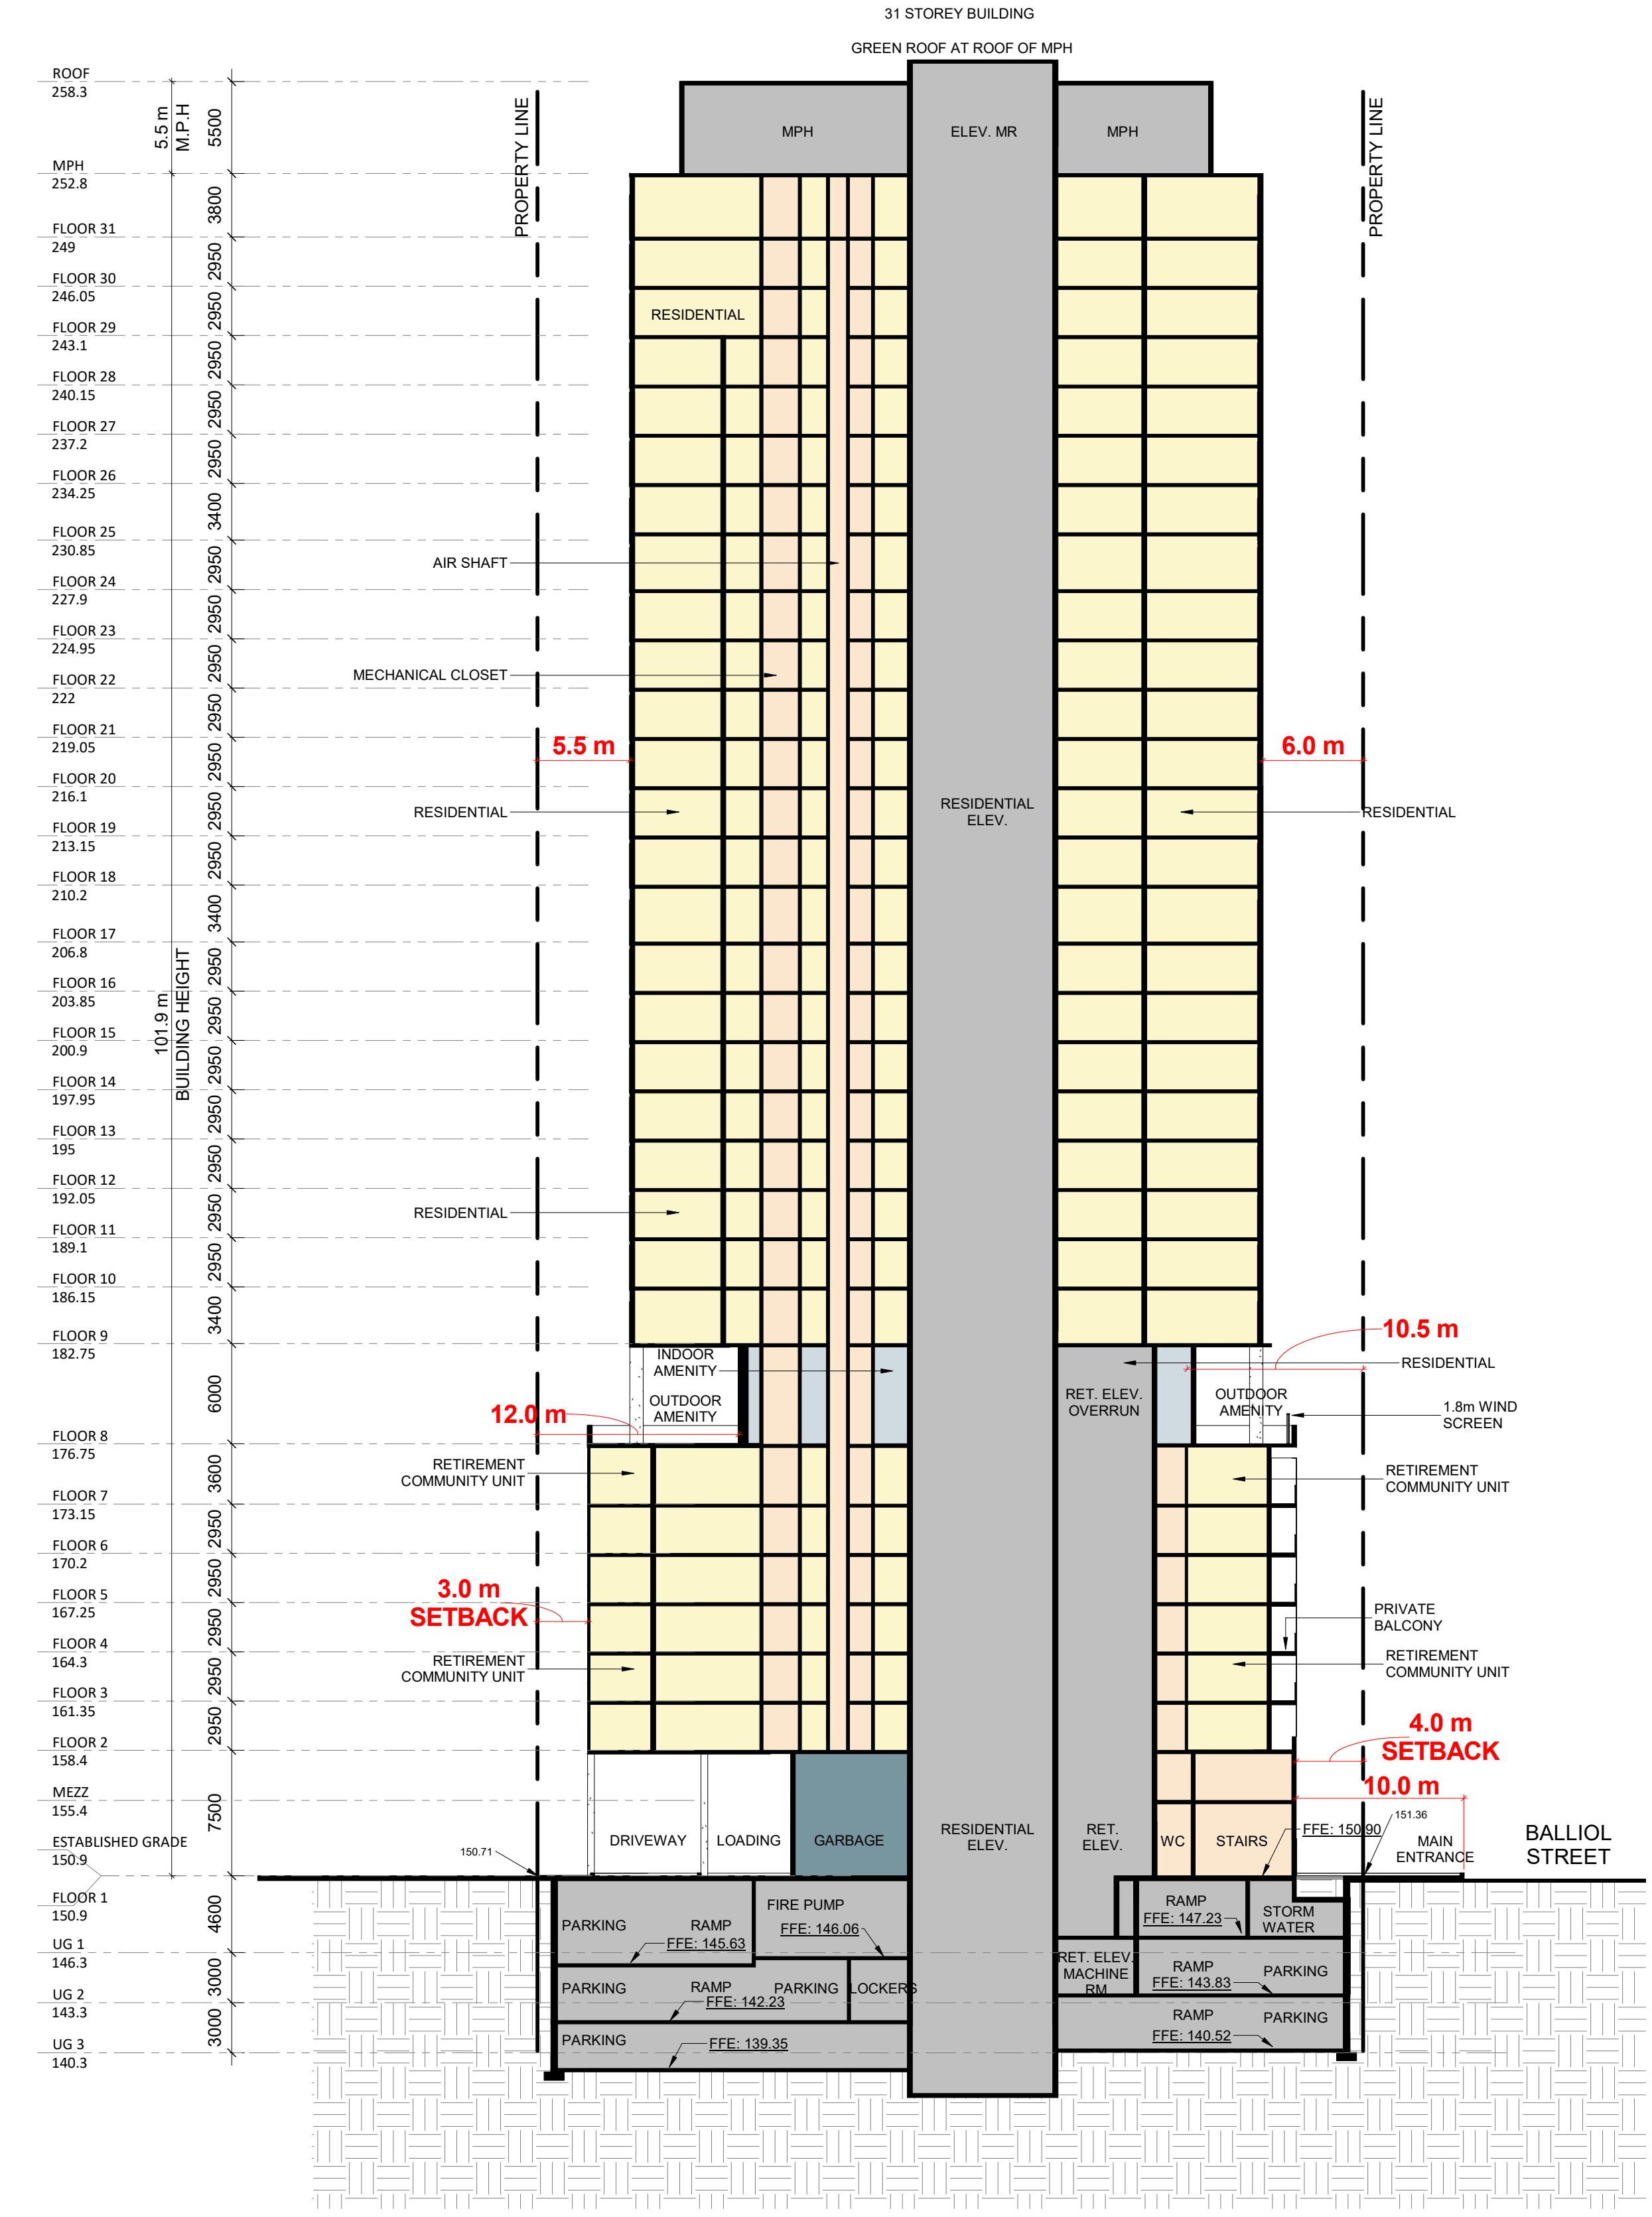 31 STOREY BUILDING
GREEN ROOF AT ROOF OF MPH
ROOF
258.3
5.5 m
M.P.H
5500
PROPERTY LINE
MPH
ELEV. MR
MPH
PROPERTY LINE
MPH
252.8
3800
FLOOR 31
249
2950
FLOOR 30
246.05
2950
RESIDENTIAL
FLOOR 29
243.1
2950
FLOOR 28
240.15
2950
FLOOR 27
237.2
2950
FLOOR 26
234.25
3400
FLOOR 25
230.85
2950
AIR SHAFT
FLOOR 24
227.9
2950
FLOOR 23
224.95
2950
MECHANICAL CLOSET
FLOOR 22
222
2950
FLOOR 21
219.05
2950
5.5 m
6.0 m
FLOOR 20
216.1
2950
RESIDENTIAL
RESIDENTIAL
ELEV.
RESIDENTIAL
FLOOR 19
213.15
2950
FLOOR 18
210.2
3400
FLOOR 17
206.8
2950
FLOOR 16
203.85
2950
101.9 m
BUILDING HEIGHT
FLOOR 15
200.9
2950
FLOOR 14
197.95
2950
FLOOR 13
195
2950
FLOOR 12
192.05
2950
RESIDENTIAL
FLOOR 11
189.1
2950
FLOOR 10
186.15
3400
FLOOR 9
182.75
10.5 m
INDOOR
AMENITY
RESIDENTIAL
6000
OUTDOOR
AMENITY
RET. ELEV.
OVERRUN
OUTDOOR
AMENITY
12.0 m
1.8m WIND
SCREEN
FLOOR 8
176.75
3600
RETIREMENT
COMMUNITY UNIT
RETIREMENT
COMMUNITY UNIT
FLOOR 7
173.15
2950
FLOOR 6
170.2
2950
FLOOR 5
167.25
2950
3.0 m
SETBACK
PRIVATE
BALCONY
FLOOR 4
164.3
2950
RETIREMENT
COMMUNITY UNIT
RETIREMENT
COMMUNITY UNIT
FLOOR 3
161.35
2950
4.0 m
SETBACK
FLOOR 2
158.4
10.0 m
MEZZ
155.4
7500
151.36
ESTABLISHED GRADE
150.9
150.71
DRIVEWAY
LOADING
GARBAGE
RESIDENTIAL
ELEV.
RET.
ELEV.
WC
STAIRS
FFE: 150.90
MAIN
ENTRANCE
BALLIOL
STREET
FLOOR 1
150.9
4600
PARKING
RAMP
FFE: 145.63
FIRE PUMP
FFE: 146.06
RAMP
FFE: 147.23
STORM
WATER
UG 1
146.3
3000
PARKING
RAMP
FFE: 142.23
PARKING
LOCKERS
RET. ELEV.
MACHINE
RM
RAMP
FFE: 143.83
PARKING
UG 2
143.3
3000
PARKING
FFE: 139.35
RAMP
FFE: 140.52
PARKING
UG 3
140.3